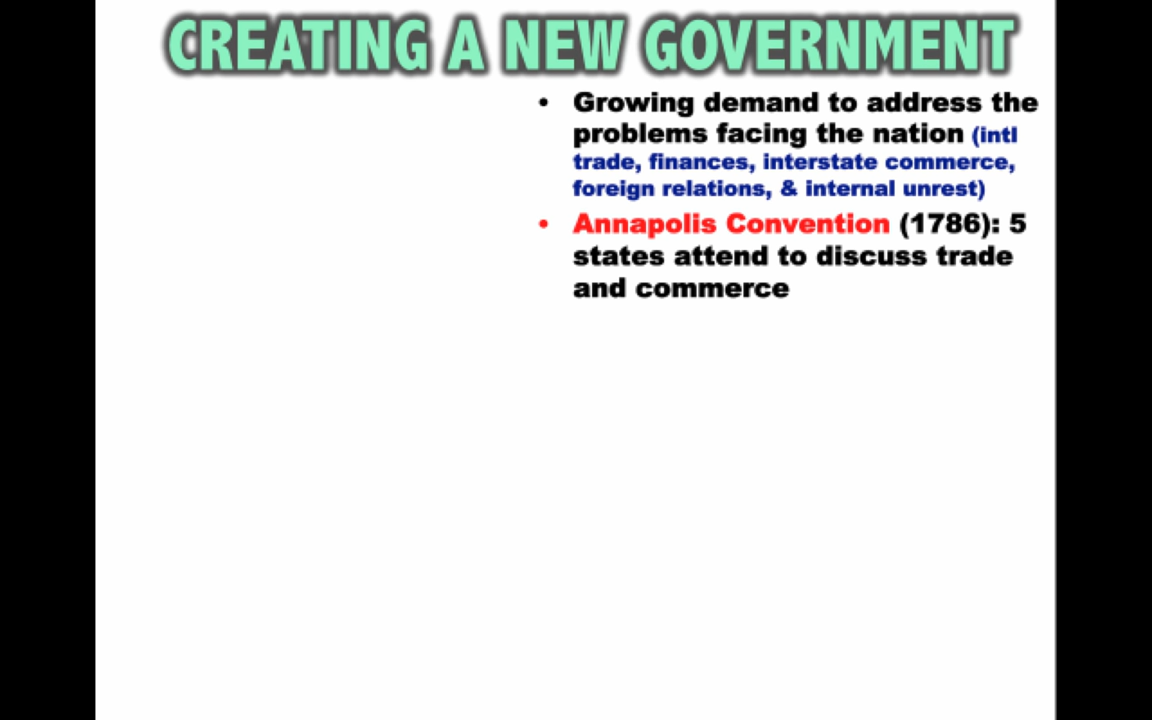 CREATING A NEW GOVERNMENT
• Growing demand to address the
problems facing the nation (intl
trade, finances, interstate commerce,
foreign relations, & internal unrest)
• Annapolis Convention (1786): 5
states attend to discuss trade
and commerce